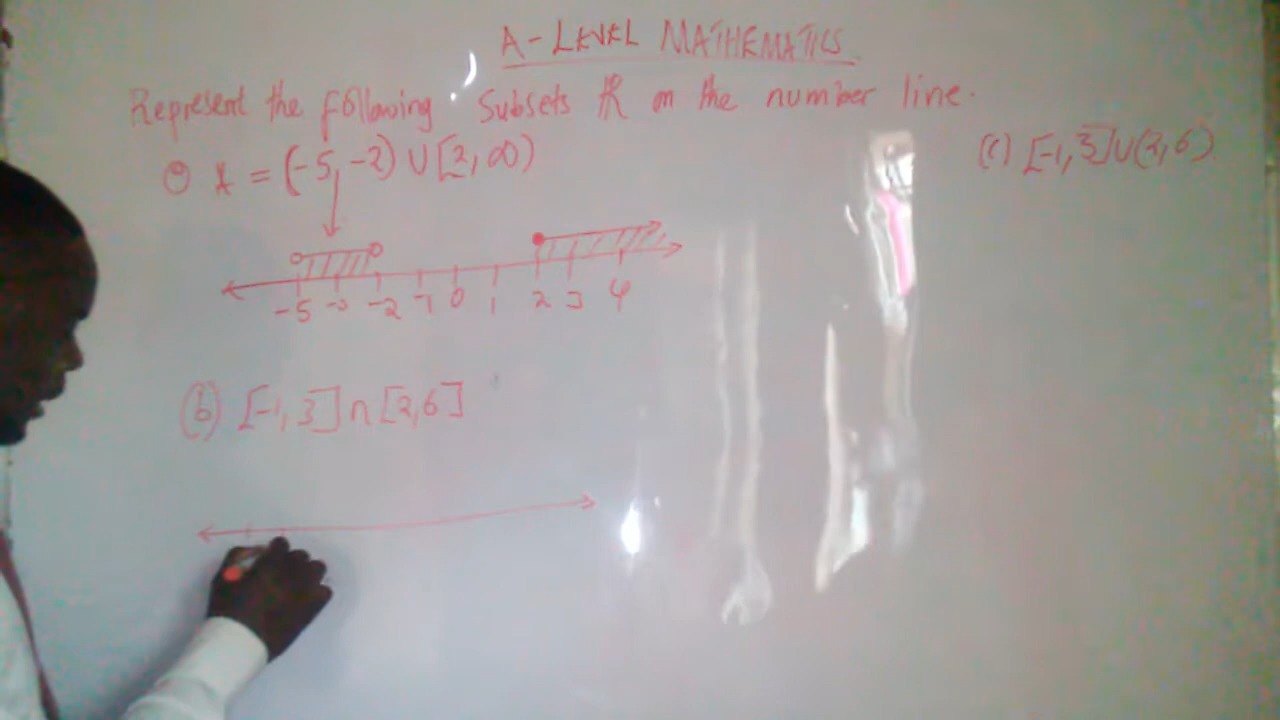 A-LEVEL MATHEMATICS
Represent the following subsets ℝ on the number line.
A = (-5, -2) ∪ [2, ∞)
(c) [-1, 3] ∪ (2, 6)
-5 -2 -1 0 1 2 3 4
(b) [-1, 3] ∩ [2, 6]